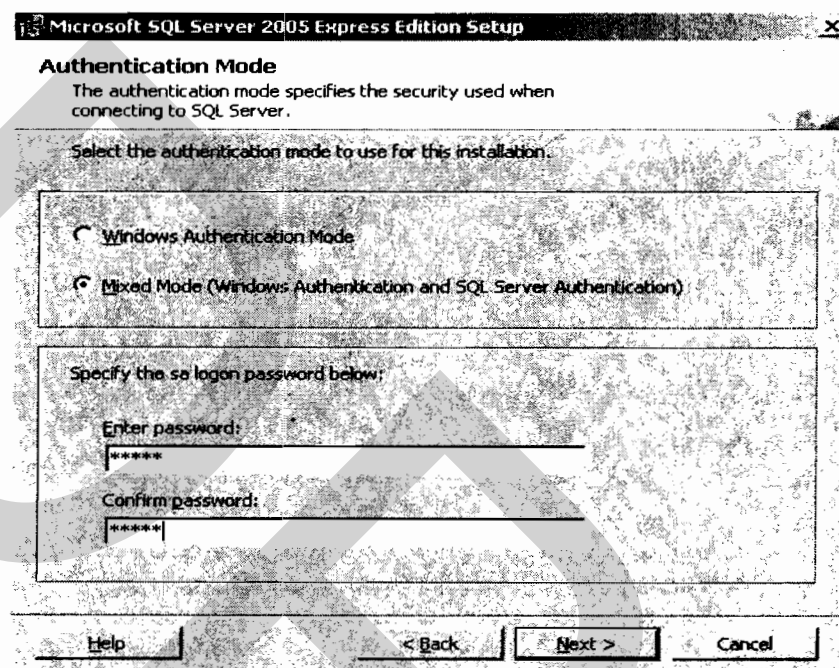 Microsoft SQL Server 2005 Express Edition Setup
Authentication Mode
The authentication mode specifies the security used when
connecting to SQL Server.
Select the authentication mode to use for this installation.
Windows Authentication Mode
Mixed Mode (Windows Authentication and SQL Server Authentication)
Specify the sa logon password below:
Enter password:
*****
Confirm password:
*****
Help < Back Next > Cancel